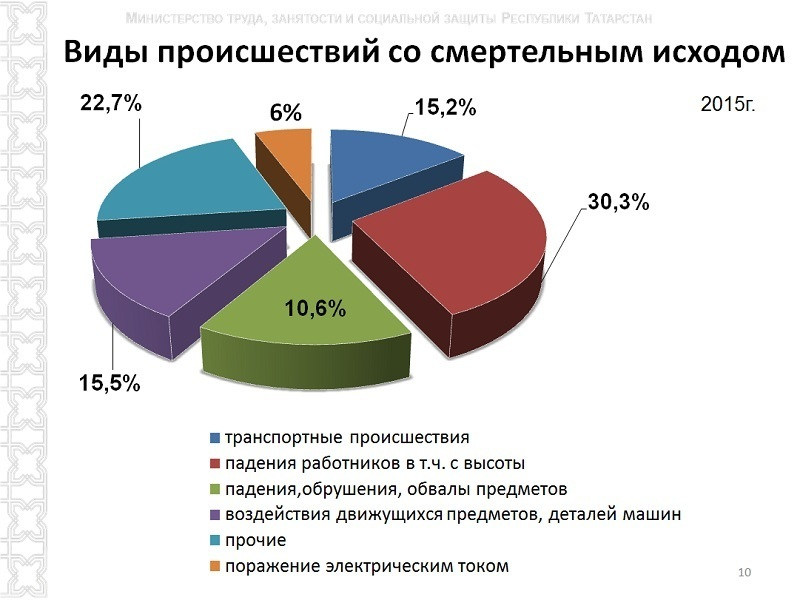 Министерство труда, занятости и социальной защиты Республики Татарстан
Виды происшествий со смертельным исходом
2015г.
22,7%
6%
15,2%
30,3%
10,6%
15,5%
транспортные происшествия
падения работников в т.ч. с высоты
падения,обрушения, обвалы предметов
воздействия движущихся предметов, деталей машин
прочие
поражение электрическим током
10